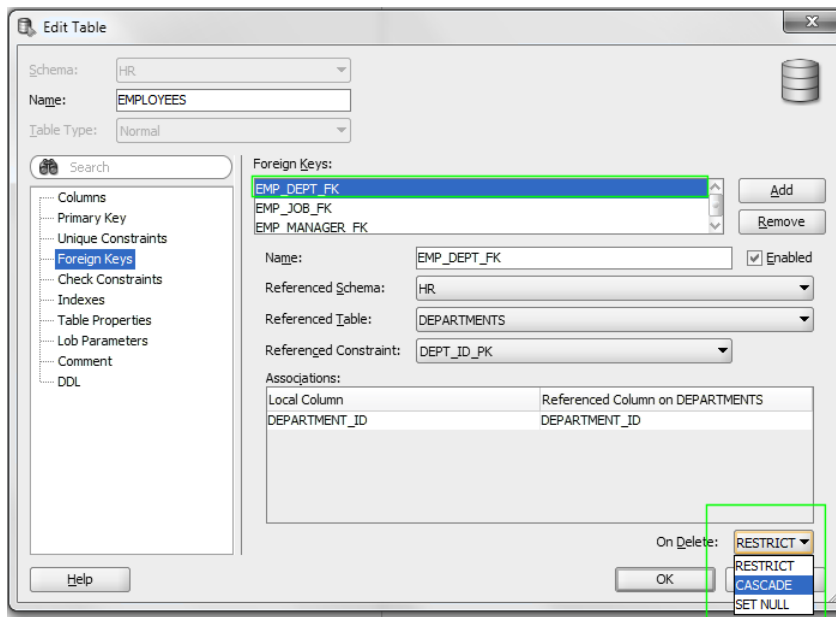 Edit Table
Schema: HR
Name: EMPLOYEES
Table Type: Normal
Search
Columns
Primary Key
Unique Constraints
Foreign Keys
Check Constraints
Indexes
Table Properties
Lob Parameters
Comment
DDL
Foreign Keys:
EMP_DEPT_FK
EMP_JOB_FK
EMP_MANAGER_FK
Add
Remove
Name: EMP_DEPT_FK
Enabled
Referenced Schema: HR
Referenced Table: DEPARTMENTS
Referenced Constraint: DEPT_ID_PK
Associations:
Local Column Referenced Column on DEPARTMENTS
DEPARTMENT_ID DEPARTMENT_ID
On Delete: RESTRICT
RESTRICT
CASCADE
SET NULL
Help
OK